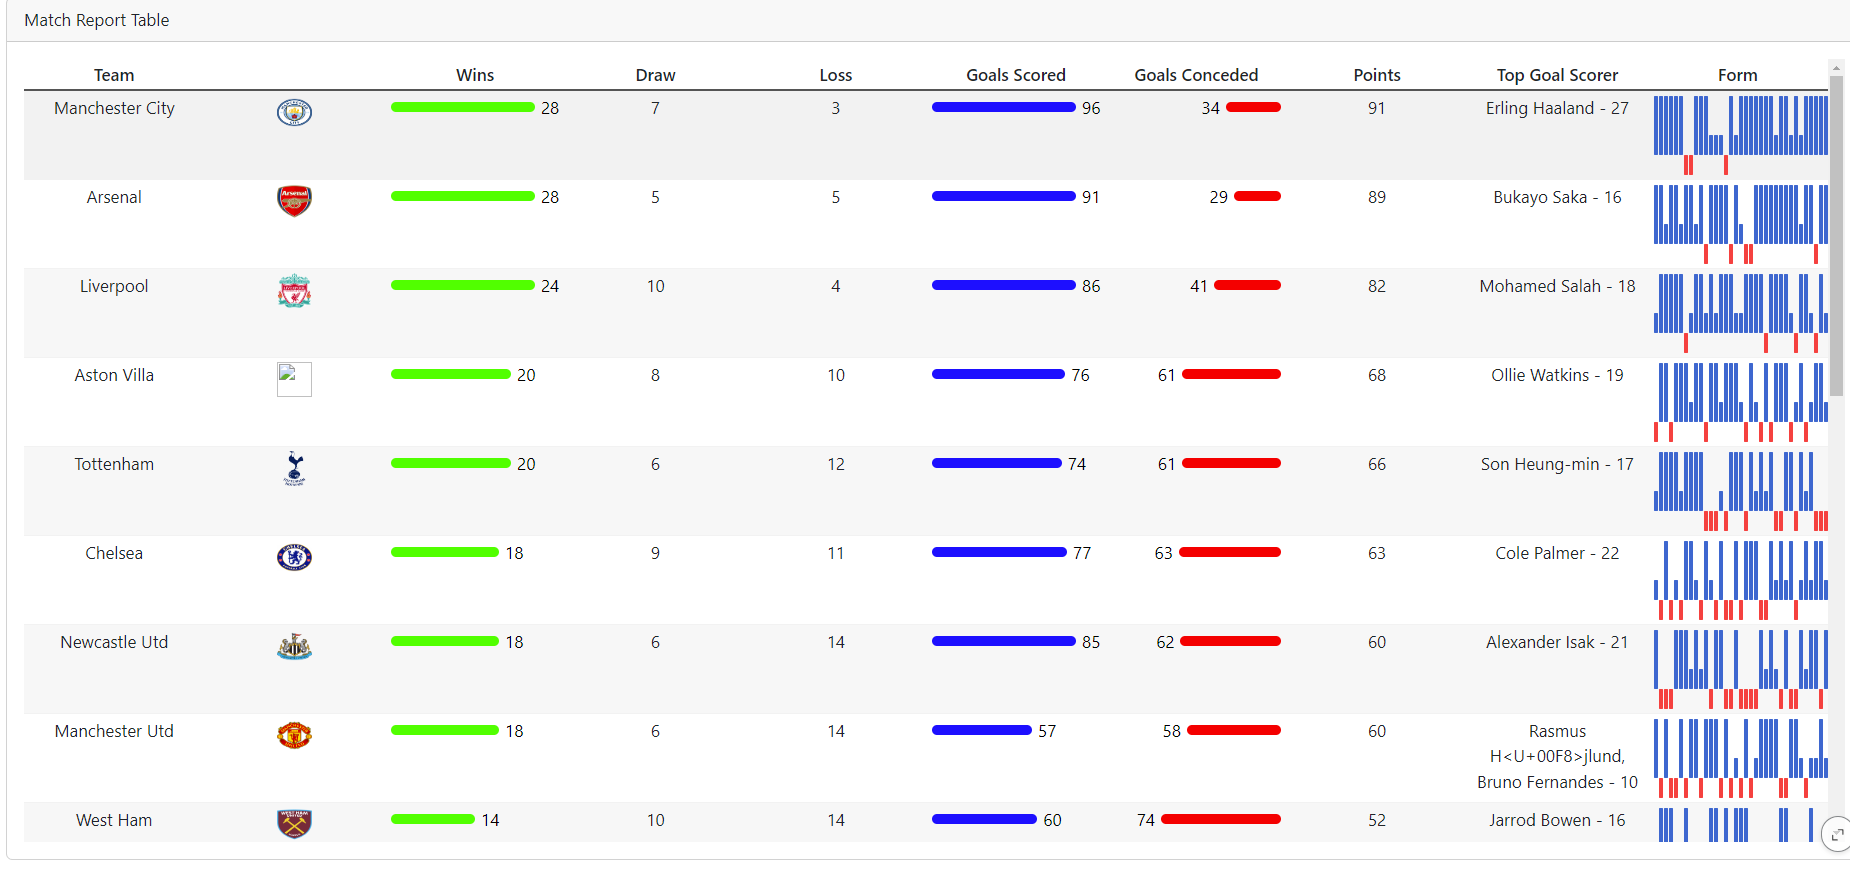 Match Report Table
Team Wins Draw Loss Goals Scored Goals Conceded Points Top Goal Scorer Form
Manchester City 28 7 3 96 34 91 Erling Haaland - 27
Arsenal 28 5 5 91 29 89 Bukayo Saka - 16
Liverpool 24 10 4 86 41 82 Mohamed Salah - 18
Aston Villa 20 8 10 76 61 68 Ollie Watkins - 19
Tottenham 20 6 12 74 61 66 Son Heung-min - 17
Chelsea 18 9 11 77 63 63 Cole Palmer - 22
Newcastle Utd 18 6 14 85 62 60 Alexander Isak - 21
Manchester Utd 18 6 14 57 58 60 Rasmus
H<U+00F8>jlund,
Bruno Fernandes - 10
West Ham 14 10 14 60 74 52 Jarrod Bowen - 16